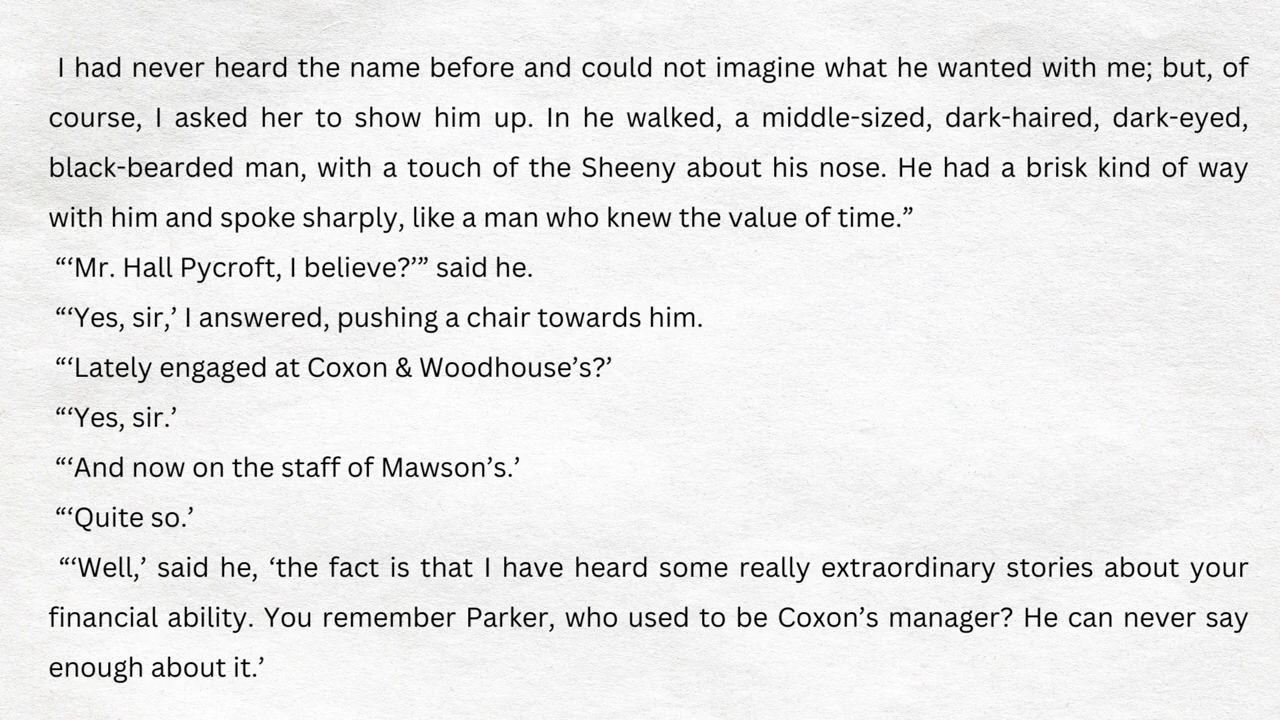 I had never heard the name before and could not imagine what he wanted with me; but, of
course, I asked her to show him up. In he walked, a middle-sized, dark-haired, dark-eyed,
black-bearded man, with a touch of the Sheeny about his nose. He had a brisk kind of way
with him and spoke sharply, like a man who knew the value of time.”
“‘Mr. Hall Pycroft, I believe?’” said he.
“‘Yes, sir,’ I answered, pushing a chair towards him.
“‘Lately engaged at Coxon & Woodhouse’s?’
“‘Yes, sir.’
“‘And now on the staff of Mawson’s.’
“‘Quite so.’
“‘Well,’ said he, ‘the fact is that I have heard some really extraordinary stories about your
financial ability. You remember Parker, who used to be Coxon’s manager? He can never say
enough about it.’